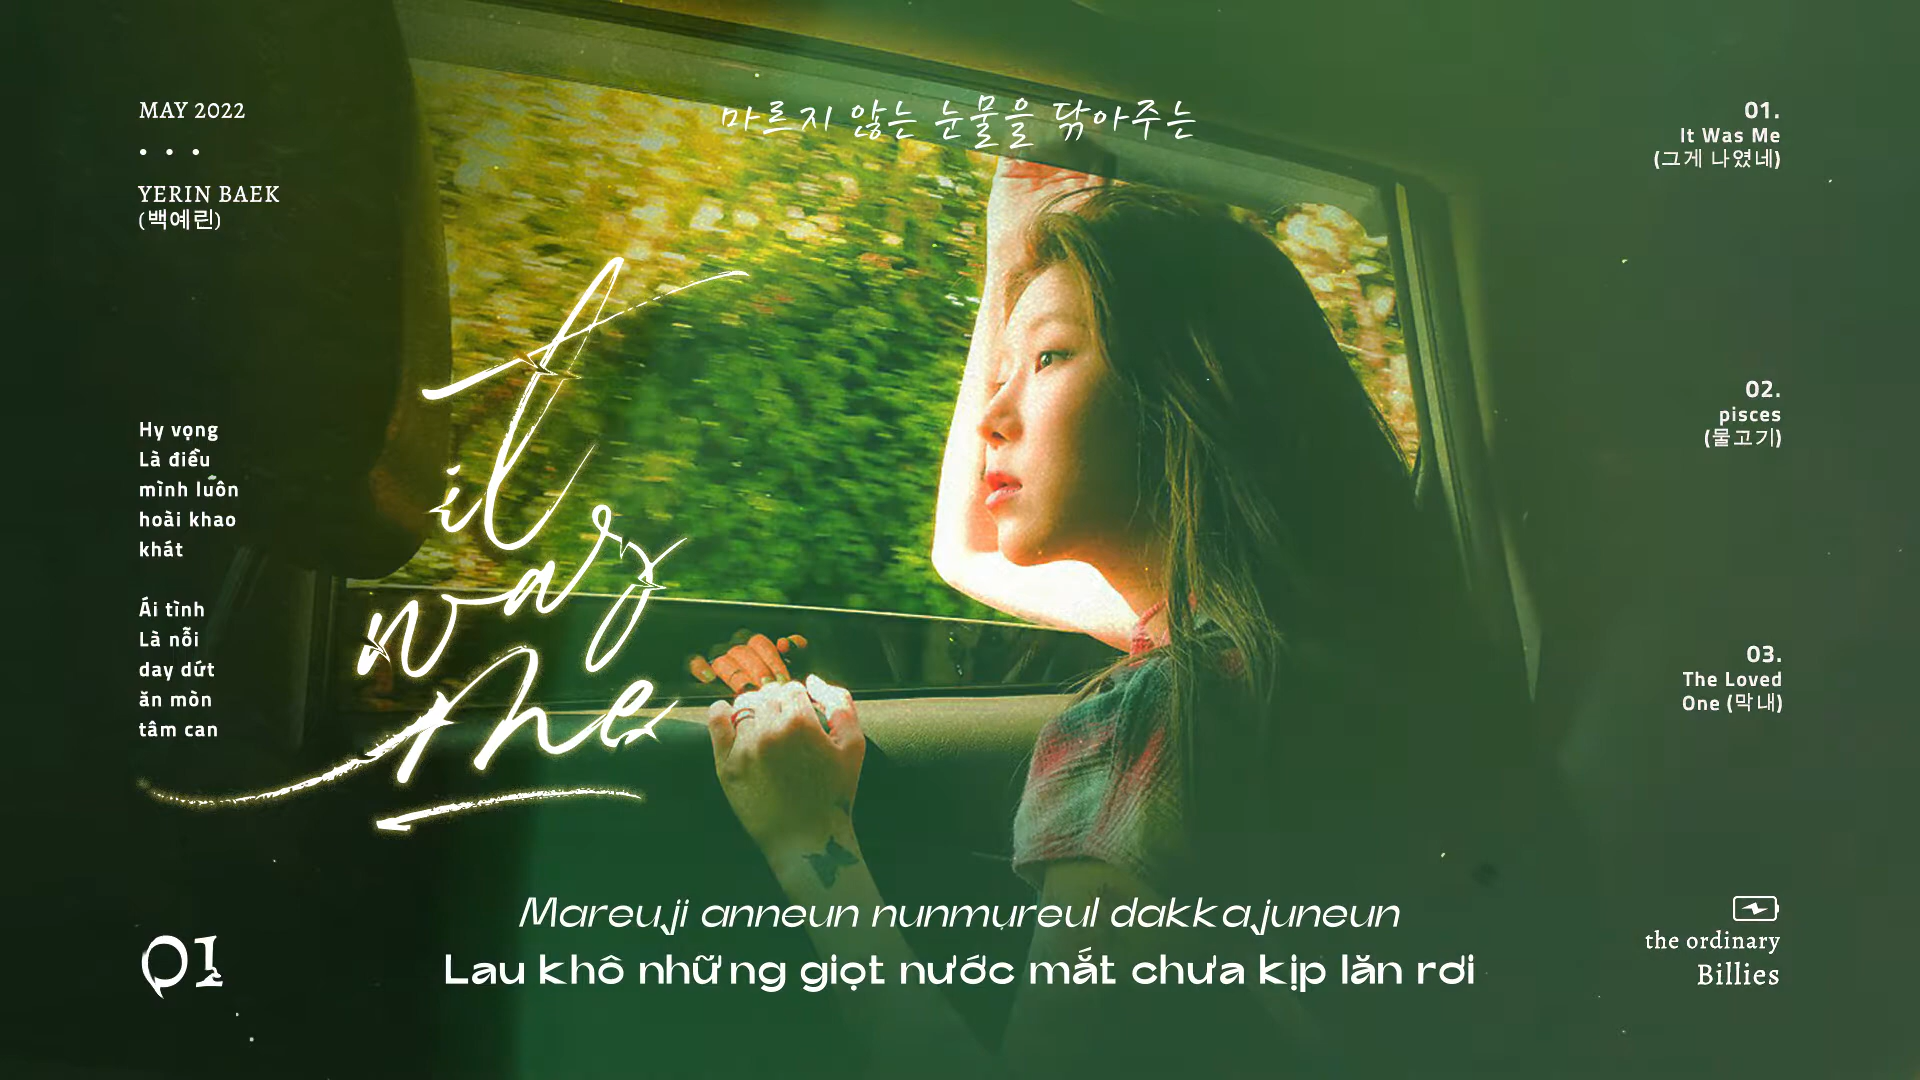 MAY 2022
• • •
YERIN BAEK
(백예린)
마르지 않는 눈물을 닦아주는
01.
It Was Me
(그게 나였네)
02.
pisces
(물고기)
03.
The Loved
One (막내)
Hy vọng
Là điều
mình luôn
hoài khao
khát
Ái tình
Là nỗi
day dứt
ăn mòn
tâm can
it
was
me
01
Mareuji anneun nunmureul dakkajuneun
Lau khô những giọt nước mắt chưa kịp lăn rơi
the ordinary
Billies